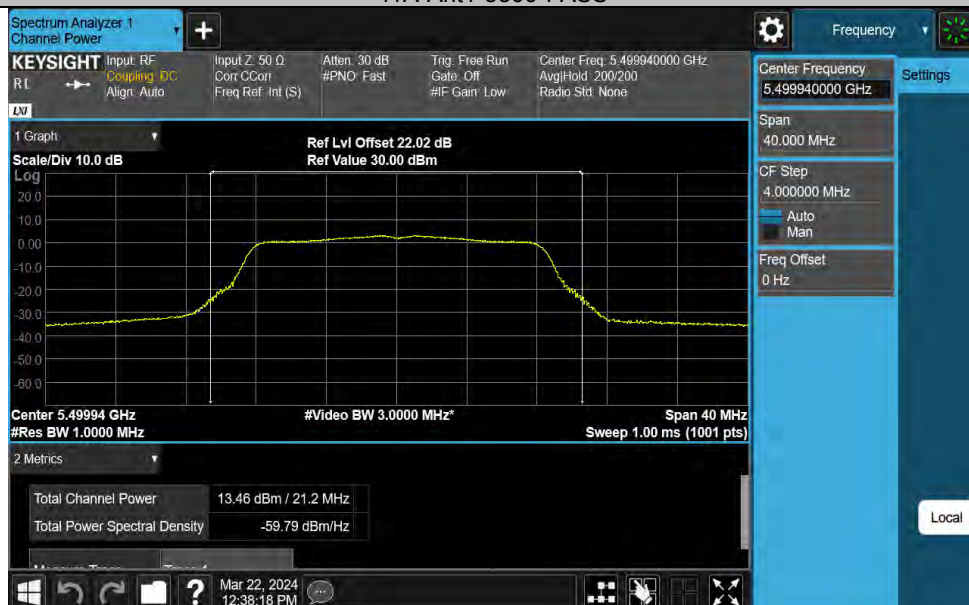 Spectrum Analyzer 1
Channel Power
+
Frequency
KEYSIGHT
Input: RF
Coupling: DC
Align: Auto
Input Z: 50 Ω
Corr CCorr
Freq Ref: Int (S)
Atten: 30 dB
#PNO: Fast
Trig: Free Run
Gate: Off
#IF Gain: Low
Center Freq: 5.499940000 GHz
Avg|Hold: 200/200
Radio Std: None
LXI
Center Frequency
5.499940000 GHz
Settings
Span
40.000 MHz
CF Step
4.000000 MHz
Auto
Man
Freq Offset
0 Hz
1 Graph
Scale/Div 10.0 dB
Ref Lvl Offset 22.02 dB
Ref Value 30.00 dBm
Log
20.0
10.0
0.00
-10.0
-20.0
-30.0
-40.0
-50.0
-60.0
Center 5.49994 GHz
#Video BW 3.0000 MHz*
Span 40 MHz
#Res BW 1.0000 MHz
Sweep 1.00 ms (1001 pts)
2 Metrics
Total Channel Power 13.46 dBm / 21.2 MHz
Total Power Spectral Density -59.79 dBm/Hz
Local
?
Mar 22, 2024
12:38:18 PM